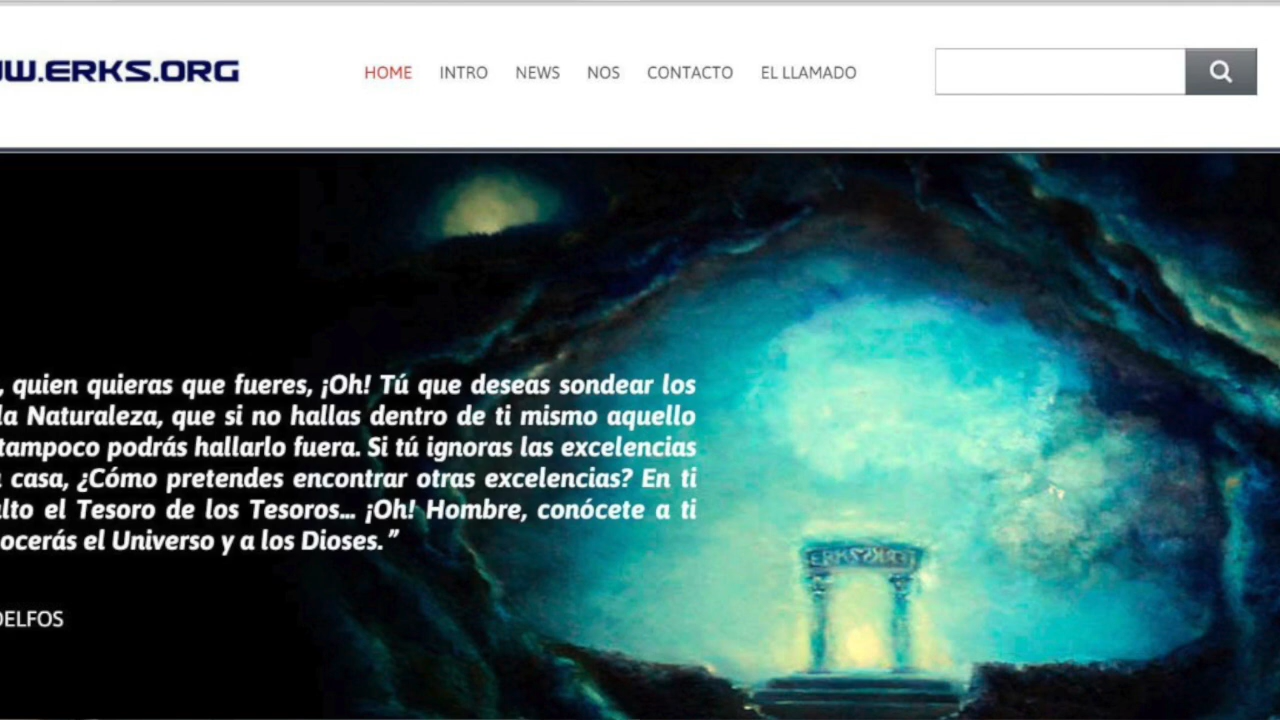 W.ERKS.ORG
HOME INTRO NEWS NOS CONTACTO EL LLAMADO
, quien quieras que fueres, ¡Oh! Tú que deseas sondear los
la Naturaleza, que si no hallas dentro de ti mismo aquello
tampoco podrás hallarlo fuera. Si tú ignoras las excelencias
casa, ¿Cómo pretendes encontrar otras excelencias? En ti
lto el Tesoro de los Tesoros... ¡Oh! Hombre, conócete a ti
ocerás el Universo y a los Dioses.”
DELFOS
ERKS